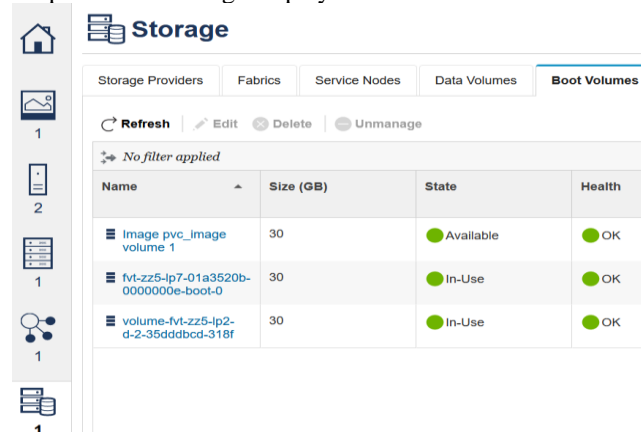 Storage
Storage Providers Fabrics Service Nodes Data Volumes Boot Volumes
Refresh Edit Delete Unmanage
No filter applied
Name Size (GB) State Health
Image pvc_image
volume 1
30 Available OK
fvt-zz5-lp7-01a3520b-
0000000e-boot-0
30 In-Use OK
volume-fvt-zz5-lp2-
d-2-35dddbcd-318f
30 In-Use OK
1
2
1
1
1